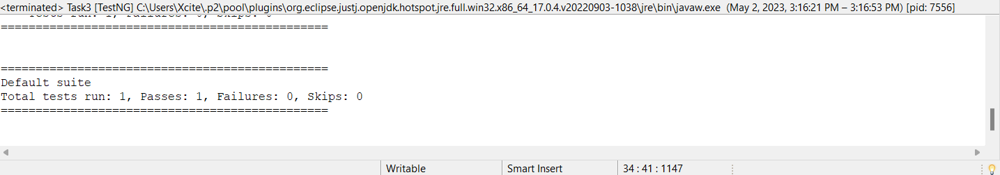 <terminated> Task3 [TestNG] C:\Users\Xcite\.p2\pool\plugins\org.eclipse.justj.openjdk.hotspot.jre.full.win32.x86_64_17.0.4.v20220903-1038\jre\bin\javaw.exe (May 2, 2023, 3:16:21 PM – 3:16:53 PM) [pid: 7556]
===============================================
===============================================
Default suite
Total tests run: 1, Passes: 1, Failures: 0, Skips: 0
===============================================
Writable Smart Insert 34 : 41 : 1147